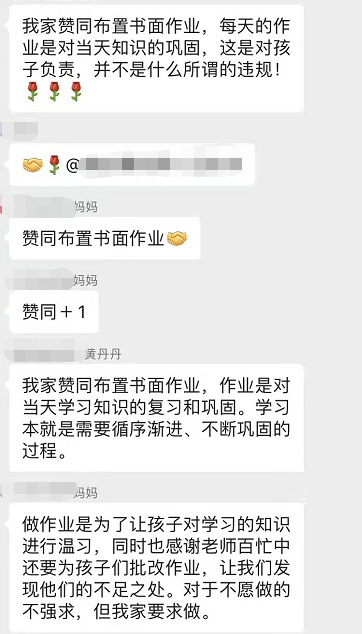 我家赞同布置书面作业，每天的作
业是对当天知识的巩固，这是对孩
子负责，并不是什么所谓的违规！
🌹🌹🌹
🤝🌹@
妈妈
赞同布置书面作业🤝
妈妈
赞同＋1
黄丹丹
我家赞同布置书面作业，作业是对
当天学习知识的复习和巩固。学习
本就是需要循序渐进、不断巩固的
过程。
妈妈
做作业是为了让孩子对学习的知识
进行温习，同时也感谢老师百忙中
还要为孩子们批改作业，让我们发
现他们的不足之处。对于不愿做的
不强求，但我家要求做。